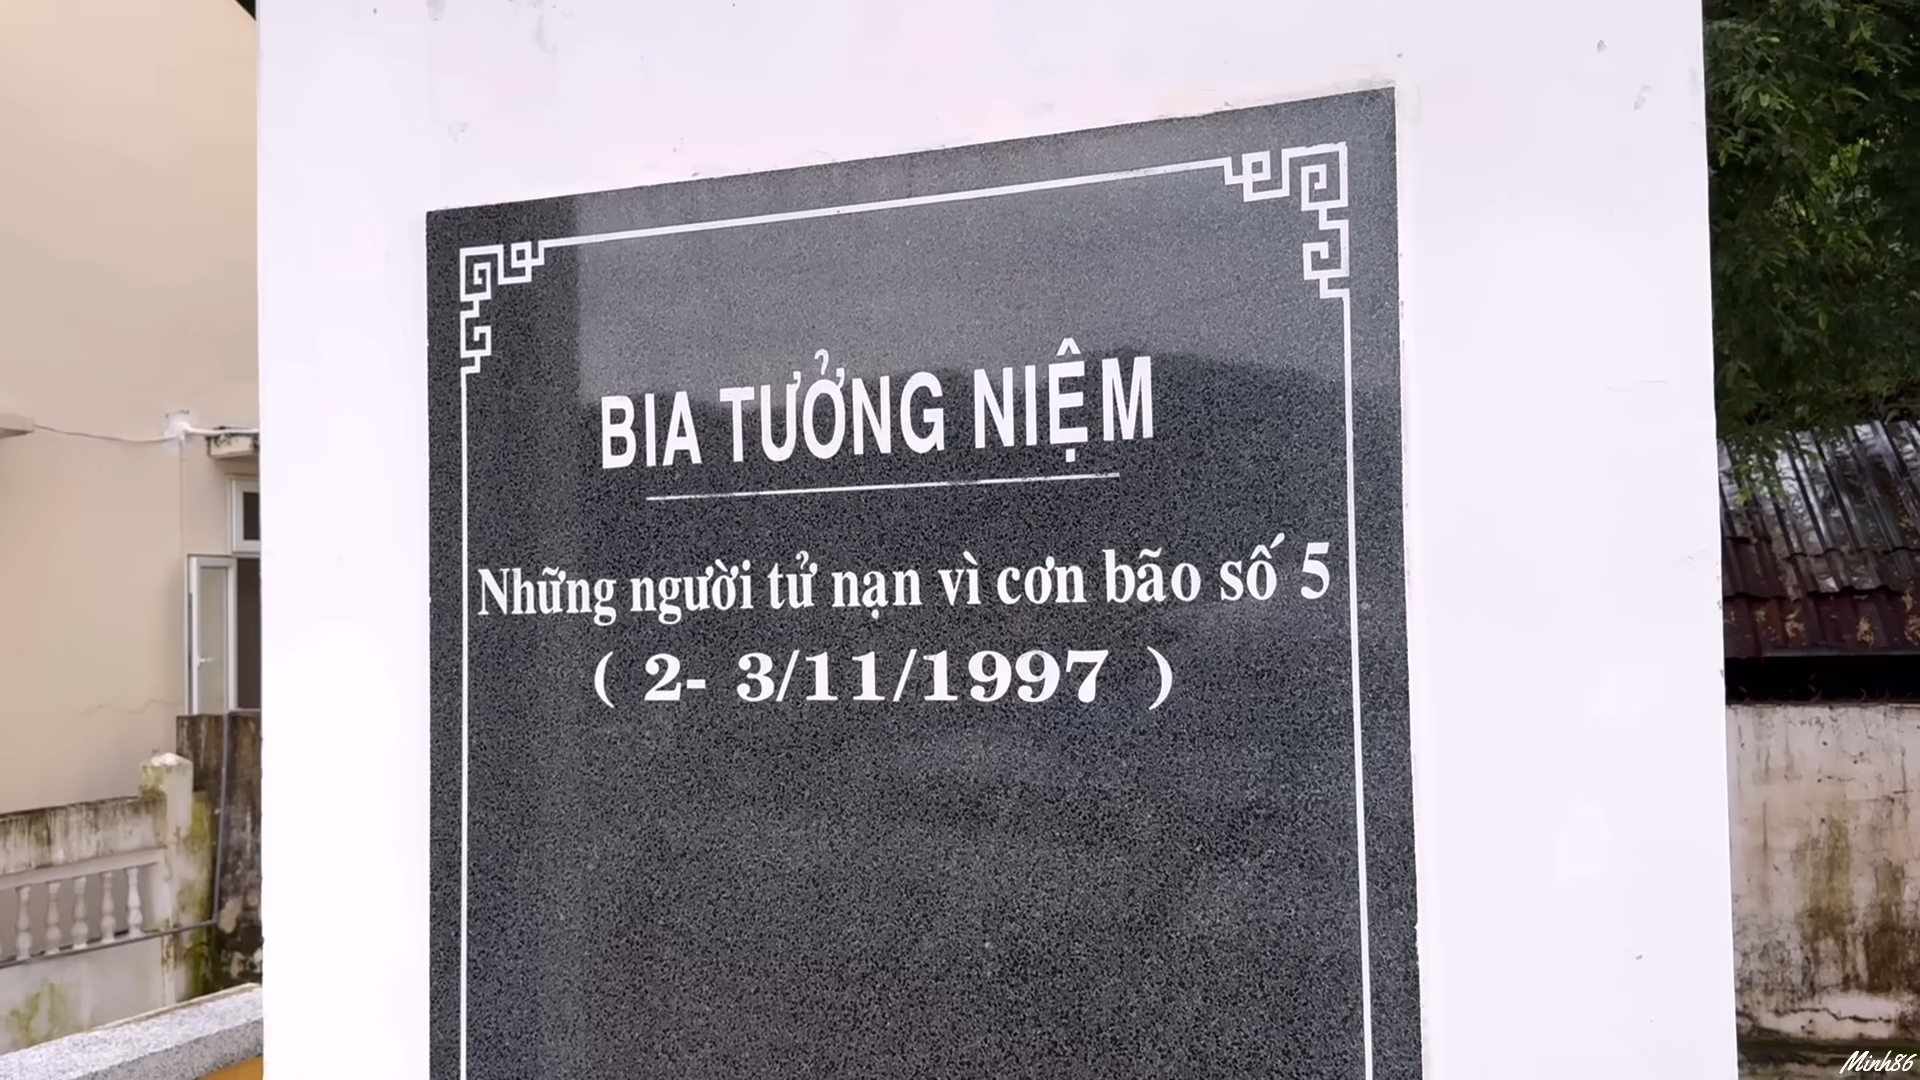 BIA TƯỞNG NIỆM
Những người tử nạn vì cơn bão số 5
( 2- 3/11/1997 )
Minh86